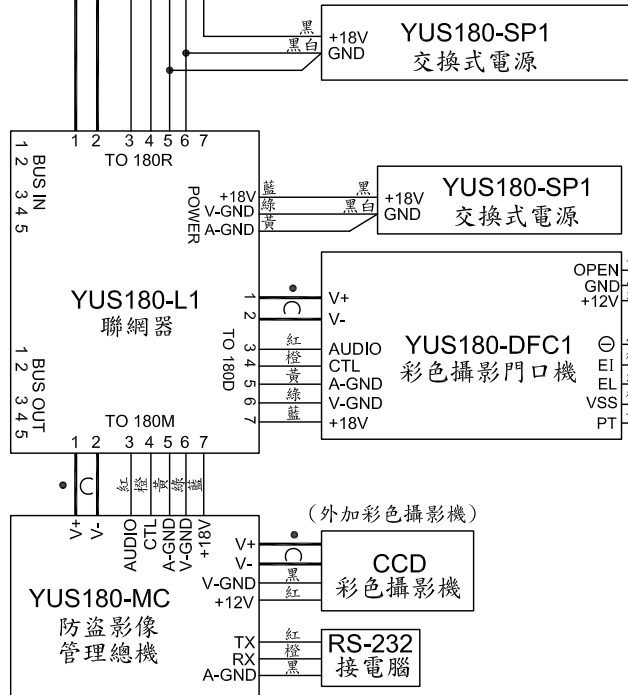 黑
+18V
黑白
GND
YUS180-SP1
交換式電源
1 2 3 4 5 6 7
TO 180R
1 2 3 4 5
BUS IN
POWER
+18V
V-GND
A-GND
藍
綠
黃
黑
黑白
+18V
GND
YUS180-SP1
交換式電源
YUS180-L1
聯網器
1
2
3
4
5
6
7
TO 180D
紅
橙
黃
綠
藍
V+
V-
AUDIO
CTL
A-GND
V-GND
+18V
YUS180-DFC1
彩色攝影門口機
OPEN
GND
+12V
⊖
EI
EL
VSS
PT
BUS OUT
1 2 3 4 5
TO 180M
1 2 3 4 5 6 7
紅 橙 黃 綠 藍
V+
V-
AUDIO
CTL
A-GND
V-GND
+18V
YUS180-MC
防盜影像
管理總機
V+
V-
V-GND
+12V
黑
紅
(外加彩色攝影機)
CCD
彩色攝影機
TX
RX
A-GND
紅
橙
黑
RS-232
接電腦